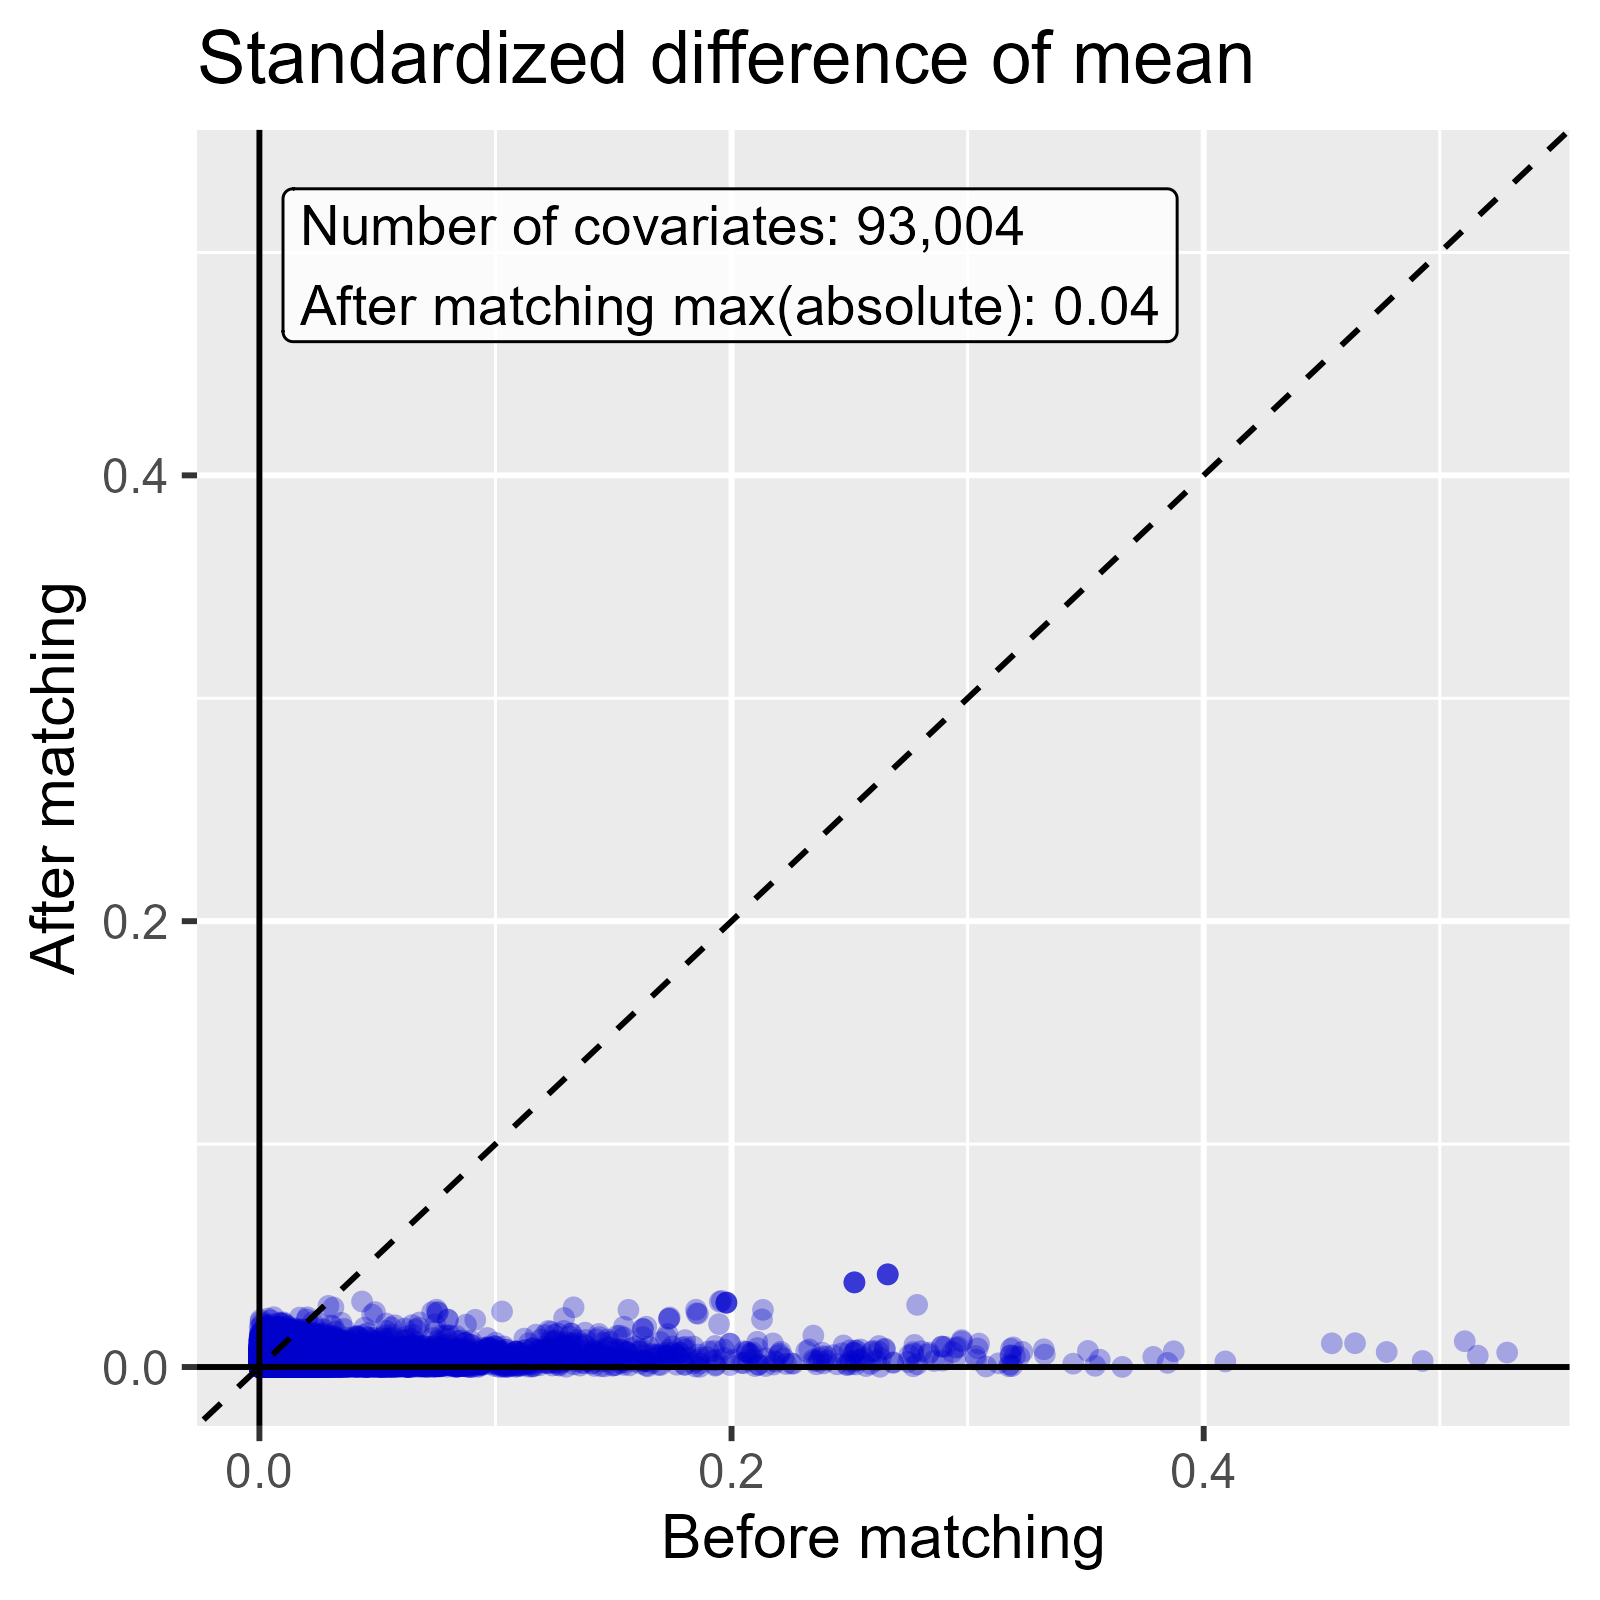 Standardized difference of mean
Number of covariates: 93,004
After matching max(absolute): 0.04
After matching
0.4
0.2
0.0
0.0 0.2 0.4
Before matching